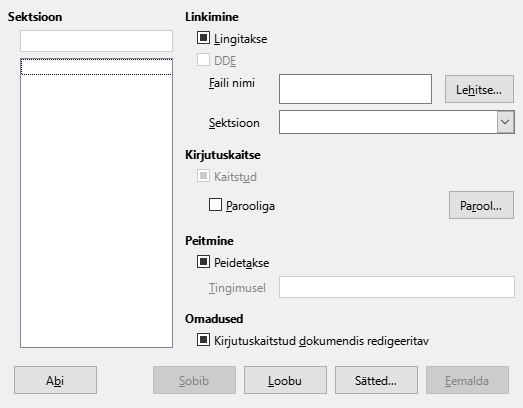 Sektsioon
Linkimine
Lingitakse
DDE
Faili nimi
Lehitse...
Sektsioon
Kirjutuskaitse
Kaitstud
Parooliga
Parool...
Peitmine
Peidetakse
Tingimusel
Omadused
Kirjutuskaitstud dokumendis redigeeritav
Abi Sobib Loobu Sätted... Eemalda